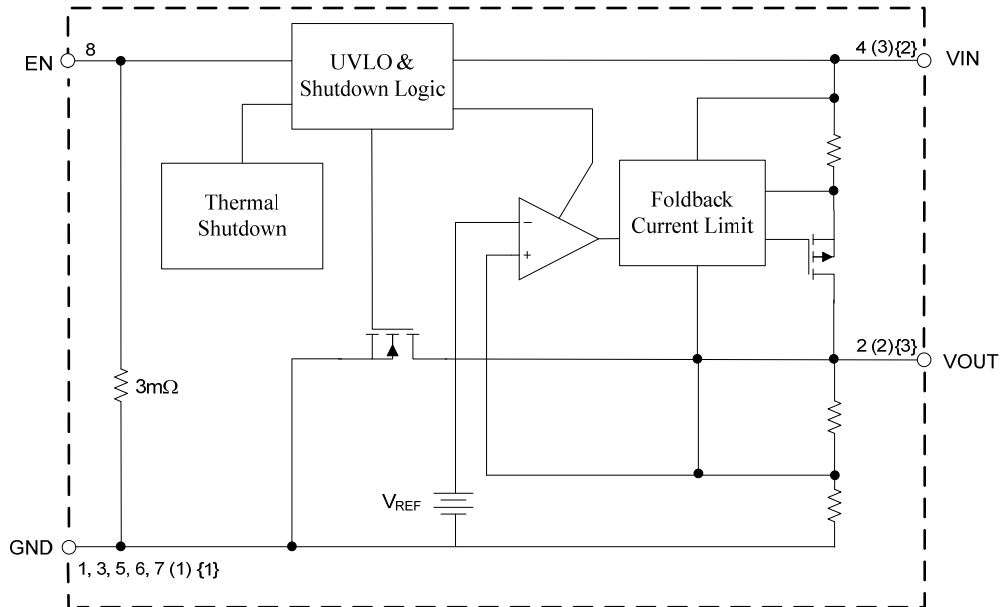 EN
8
UVLO &
Shutdown Logic
4 (3){2}
VIN
Thermal
Shutdown
Foldback
Current Limit
−
+
2 (2){3}
VOUT
3mΩ
VREF
GND
1, 3, 5, 6, 7 (1) {1}